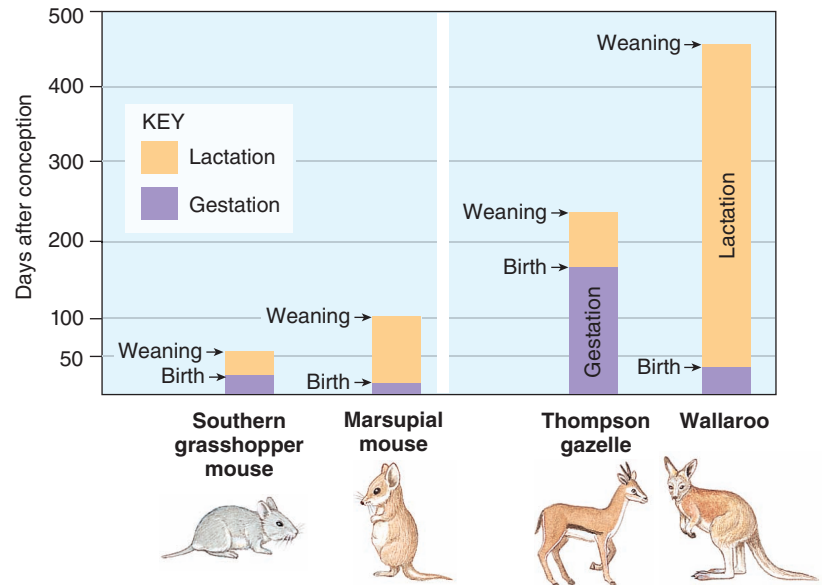 500
400
300
200
100
50
Days after conception
KEY
Lactation
Gestation
Weaning
Birth
Weaning
Birth
Weaning
Birth
Gestation
Weaning
Lactation
Birth
Southern
grasshopper
mouse
Marsupial
mouse
Thompson
gazelle
Wallaroo